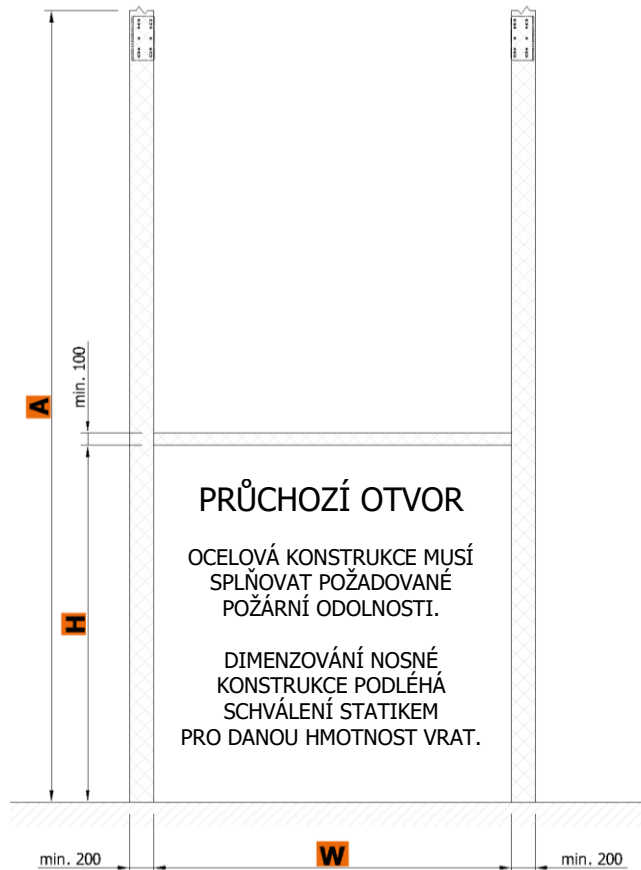 A
min. 100
H
PRŮCHOZÍ OTVOR
OCELOVÁ KONSTRUKCE MUSÍ
SPLŇOVAT POŽADOVANÉ
POŽÁRNÍ ODOLNOSTI.
DIMENZOVÁNÍ NOSNÉ
KONSTRUKCE PODLÉHÁ
SCHVÁLENÍ STATIKEM
PRO DANOU HMOTNOST VRAT.
min. 200
W
min. 200